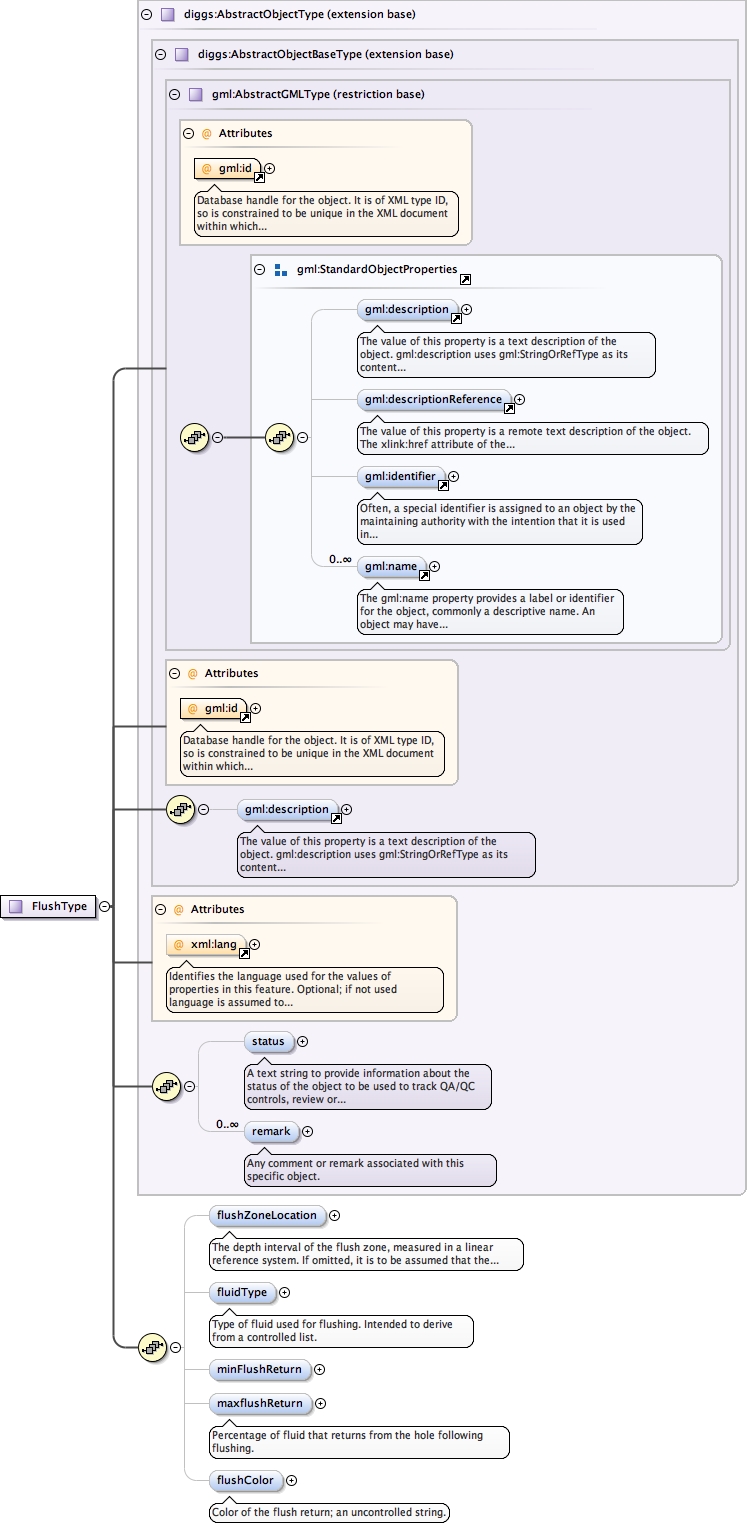 diggs:AbstractObjectType (extension base)
diggs:AbstractObjectBaseType (extension base)
gml:AbstractGMLType (restriction base)
@ Attributes
@ gml:id
Database handle for the object. It is of XML type ID,
so is constrained to be unique in the XML document
within which...
gml:StandardObjectProperties
gml:description
The value of this property is a text description of the
object. gml:description uses gml:StringOrRefType as its
content...
gml:descriptionReference
The value of this property is a remote text description of the object.
The xlink:href attribute of the...
gml:identifier
Often, a special identifier is assigned to an object by the
maintaining authority with the intention that it is used
in...
0..∞
gml:name
The gml:name property provides a label or identifier
for the object, commonly a descriptive name. An
object may have...
@ Attributes
@ gml:id
Database handle for the object. It is of XML type ID,
so is constrained to be unique in the XML document
within which...
gml:description
The value of this property is a text description of the
object. gml:description uses gml:StringOrRefType as its
content...
FlushType
@ Attributes
@ xml:lang
Identifies the language used for the values of
properties in this feature. Optional; if not used
language is assumed to...
status
A text string to provide information about the
status of the object to be used to track QA/QC
controls, review or...
0..∞
remark
Any comment or remark associated with this
specific object.
flushZoneLocation
The depth interval of the flush zone, measured in a linear
reference system. If omitted, it is to be assumed that the...
fluidType
Type of fluid used for flushing. Intended to derive
from a controlled list.
minFlushReturn
maxflushReturn
Percentage of fluid that returns from the hole following
flushing.
flushColor
Color of the flush return; an uncontrolled string.